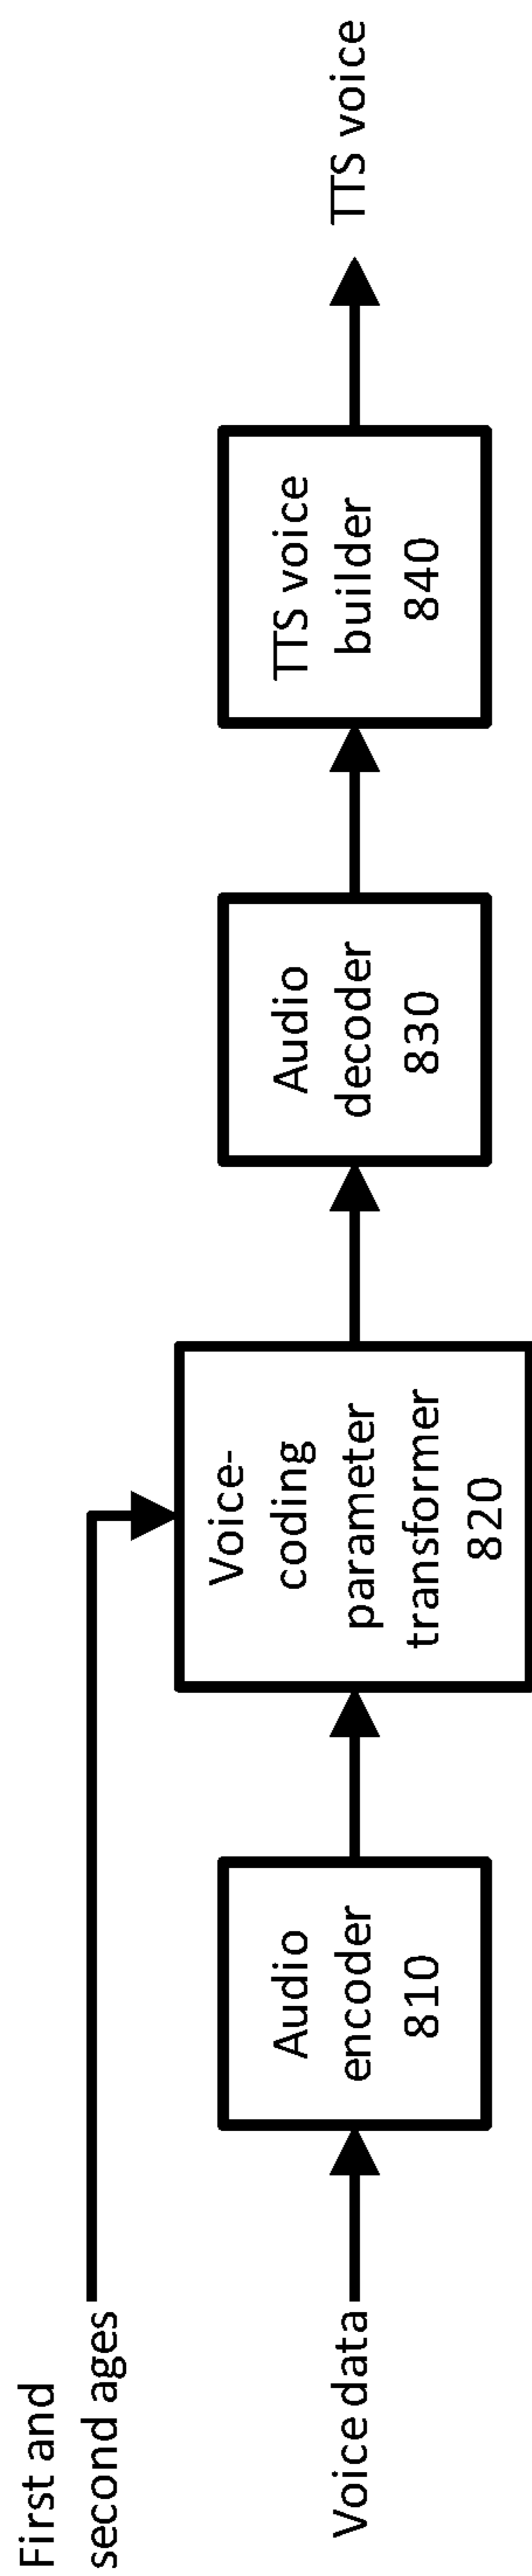 First and
second ages
Voice data
Audio
encoder
810
Voice-
coding
parameter
transformer
820
Audio
decoder
830
TTS voice
builder
840
TTS voice